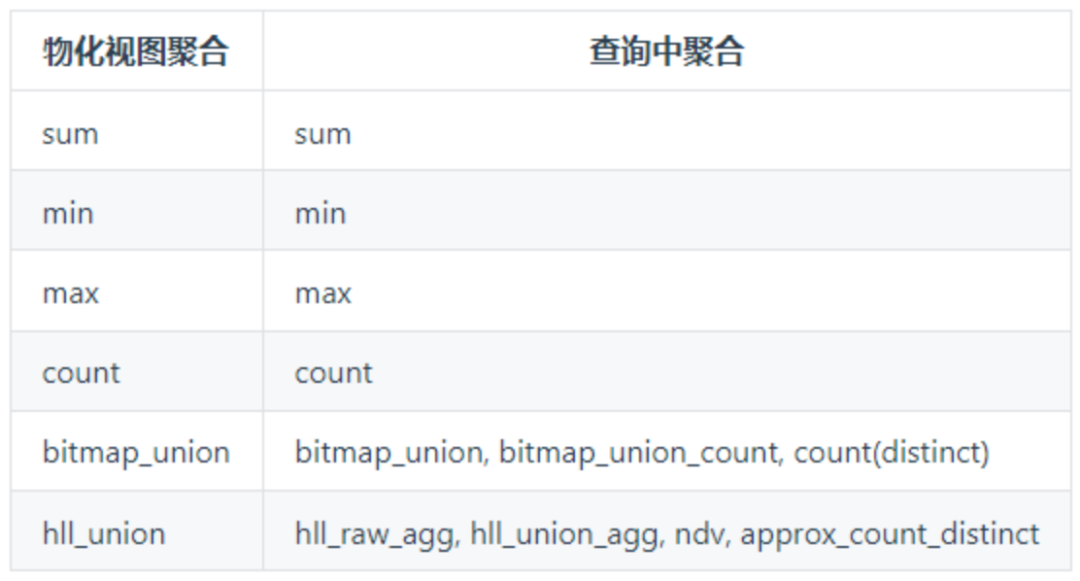 物化视图聚合 查询中聚合
sum sum
min min
max max
count count
bitmap_union bitmap_union, bitmap_union_count, count(distinct)
hll_union hll_raw_agg, hll_union_agg, ndv, approx_count_distinct